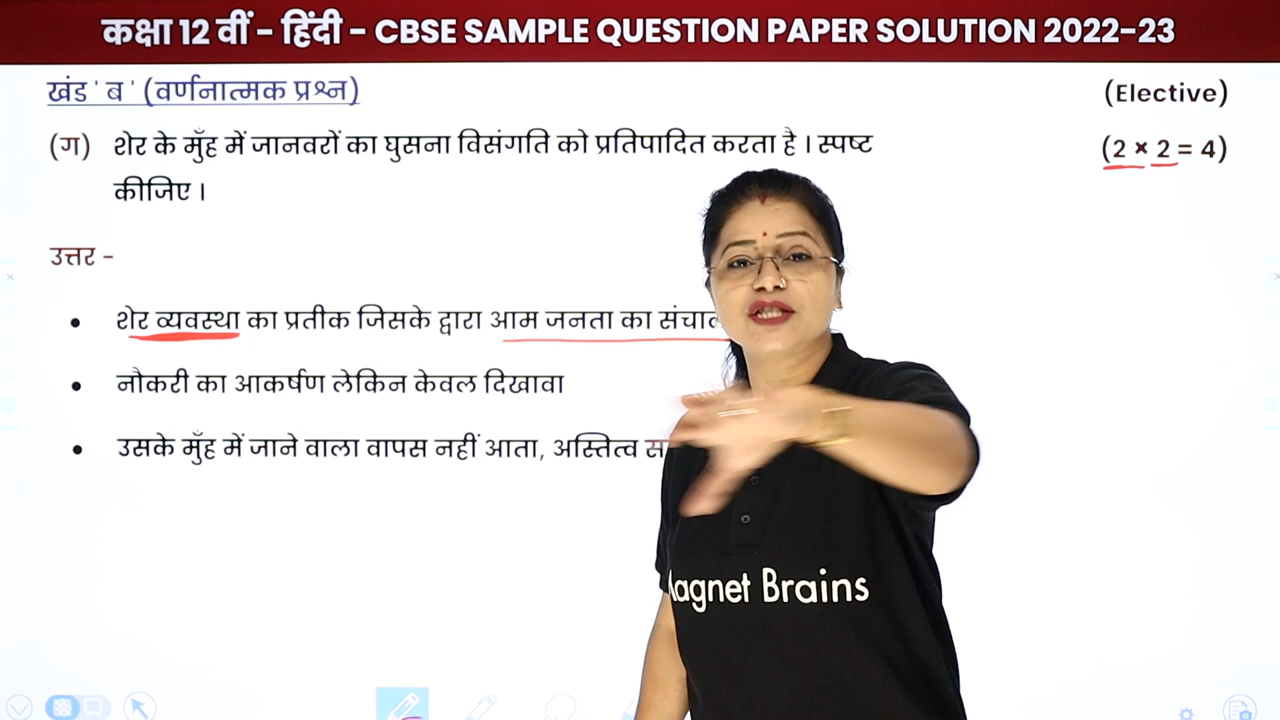 कक्षा 12 वीं - हिंदी - CBSE SAMPLE QUESTION PAPER SOLUTION 2022-23
खंड ' ब ' (वर्णनात्मक प्रश्न)
(Elective)
(ग) शेर के मुँह में जानवरों का घुसना विसंगति को प्रतिपादित करता है । स्पष्ट
(2 × 2 = 4)
कीजिए ।
उत्तर -
• शेर व्यवस्था का प्रतीक जिसके द्वारा आम जनता का
• नौकरी का आकर्षण लेकिन केवल दिखावा
• उसके मुँह में जाने वाला वापस नहीं आता, अस्तित्व
Magnet Brains